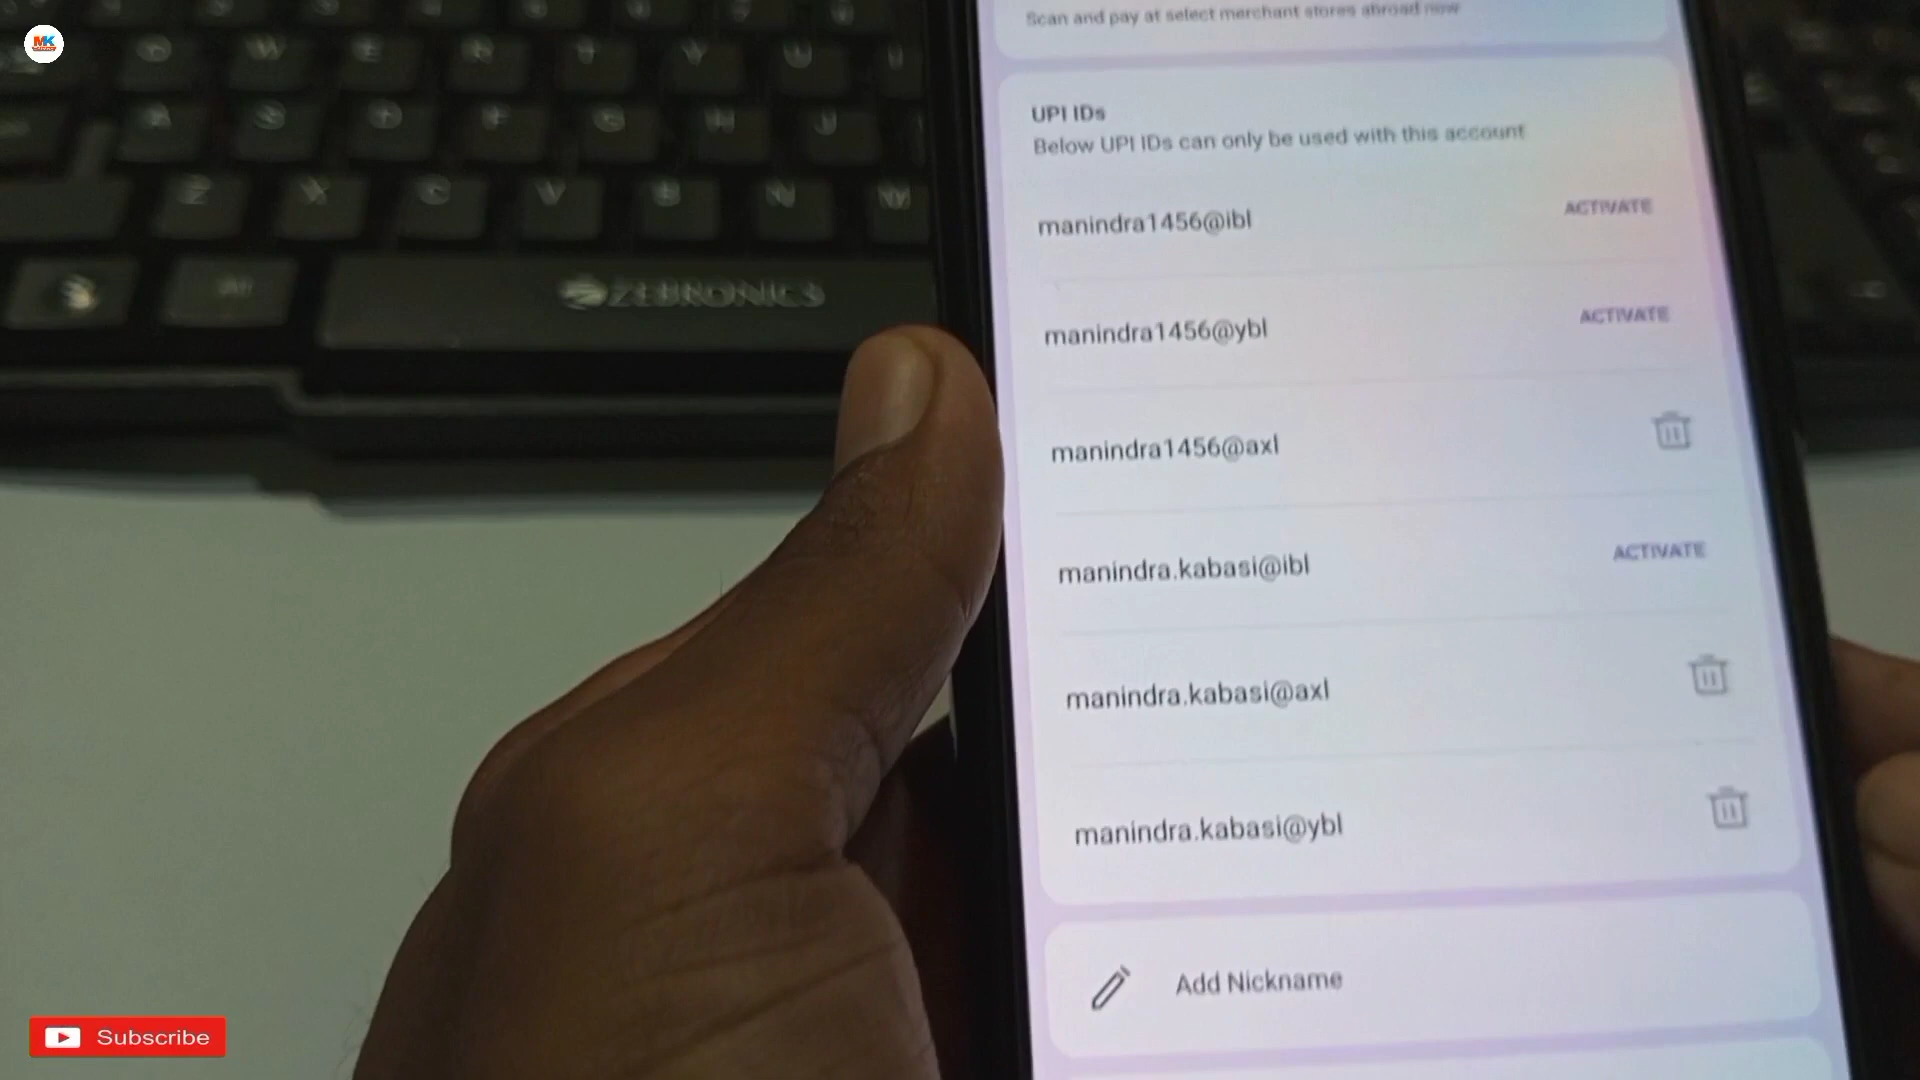 MK
Scan and pay at select merchant stores abroad now
UPI IDs
Below UPI IDs can only be used with this account
manindra1456@ibl
ACTIVATE
manindra1456@ybl
ACTIVATE
manindra1456@axl
manindra.kabasi@ibl
ACTIVATE
manindra.kabasi@axl
manindra.kabasi@ybl
Add Nickname
W E
A S D F G H J
Z X C V B N M
Alt
ZEBRONICS
Subscribe